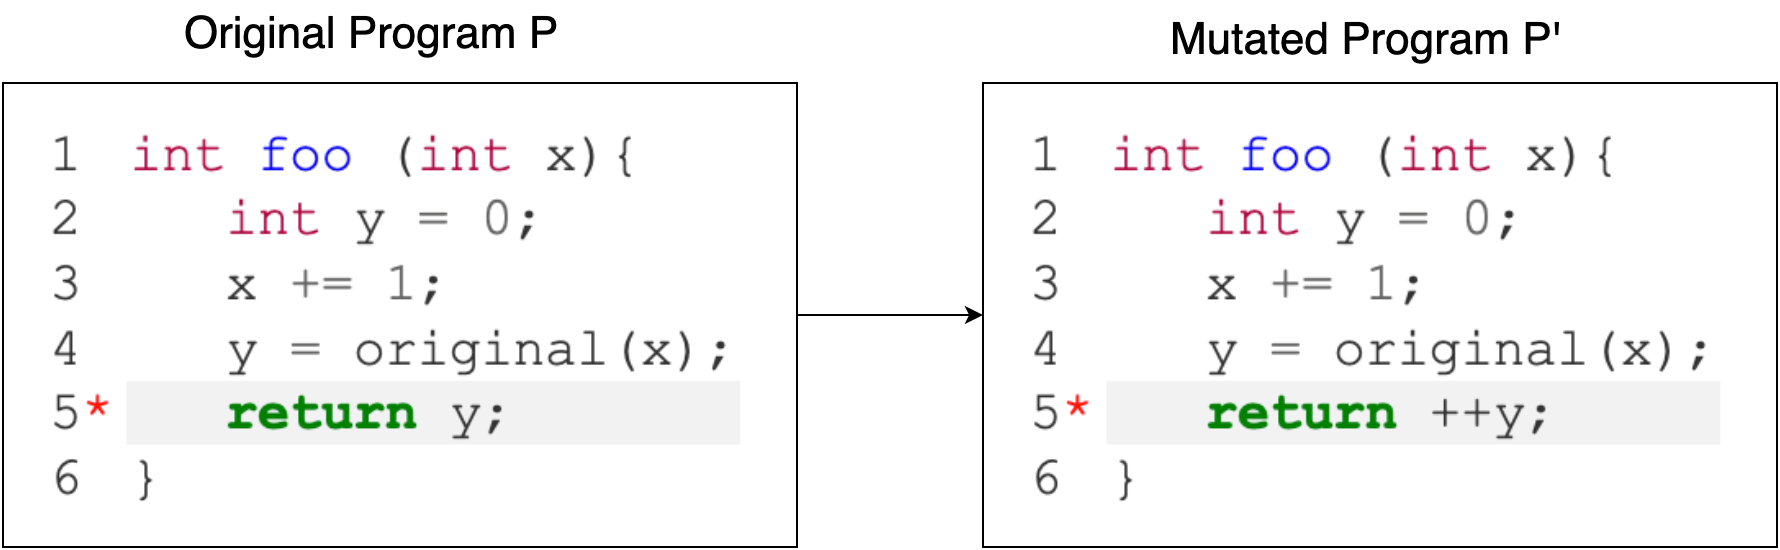 Original Program P
1 int foo (int x){
2 int y = 0;
3 x += 1;
4 y = original(x);
5* return y;
6 }
Mutated Program P'
1 int foo (int x){
2 int y = 0;
3 x += 1;
4 y = original(x);
5* return ++y;
6 }